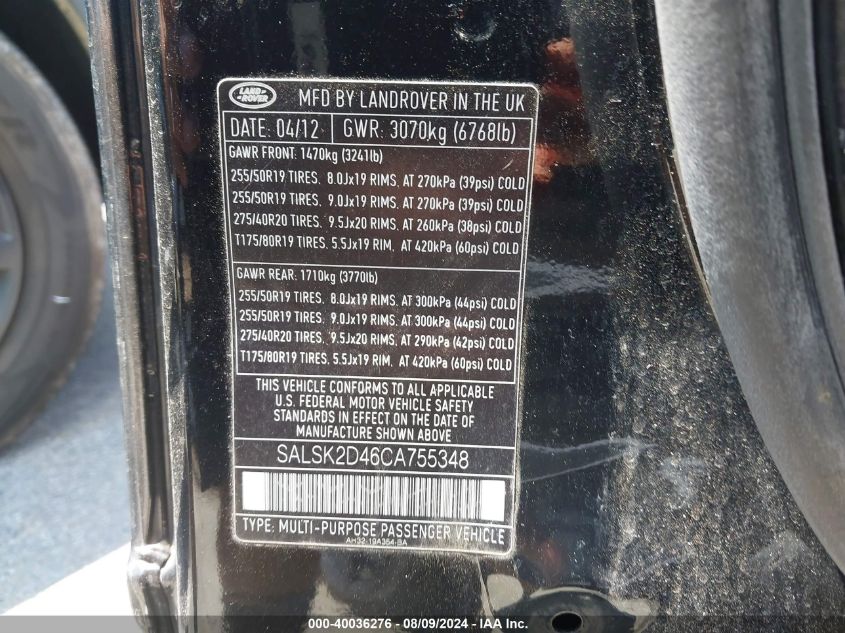 LAND ROVER
MFD BY LANDROVER IN THE UK
DATE: 04/12 GWR: 3070kg (6768lb)
GAWR FRONT: 1470kg (3241lb)
255/50R19 TIRES. 8.0Jx19 RIMS. AT 270kPa (39psi) COLD
255/50R19 TIRES. 9.0Jx19 RIMS. AT 270kPa (39psi) COLD
275/40R20 TIRES. 9.5Jx20 RIMS. AT 260kPa (38psi) COLD
T175/80R19 TIRES. 5.5Jx19 RIM. AT 420kPa (60psi) COLD
GAWR REAR: 1710kg (3770lb)
255/50R19 TIRES. 8.0Jx19 RIMS. AT 300kPa (44psi) COLD
255/50R19 TIRES. 9.0Jx19 RIMS. AT 300kPa (44psi) COLD
275/40R20 TIRES. 9.5Jx20 RIMS. AT 290kPa (42psi) COLD
T175/80R19 TIRES. 5.5Jx19 RIM. AT 420kPa (60psi) COLD
THIS VEHICLE CONFORMS TO ALL APPLICABLE
U.S. FEDERAL MOTOR VEHICLE SAFETY
STANDARDS IN EFFECT ON THE DATE OF
MANUFACTURE SHOWN ABOVE
SALSK2D46CA755348
TYPE: MULTI-PURPOSE PASSENGER VEHICLE
AH32-19A364-BA
000-40036276 - 08/09/2024 - IAA Inc.